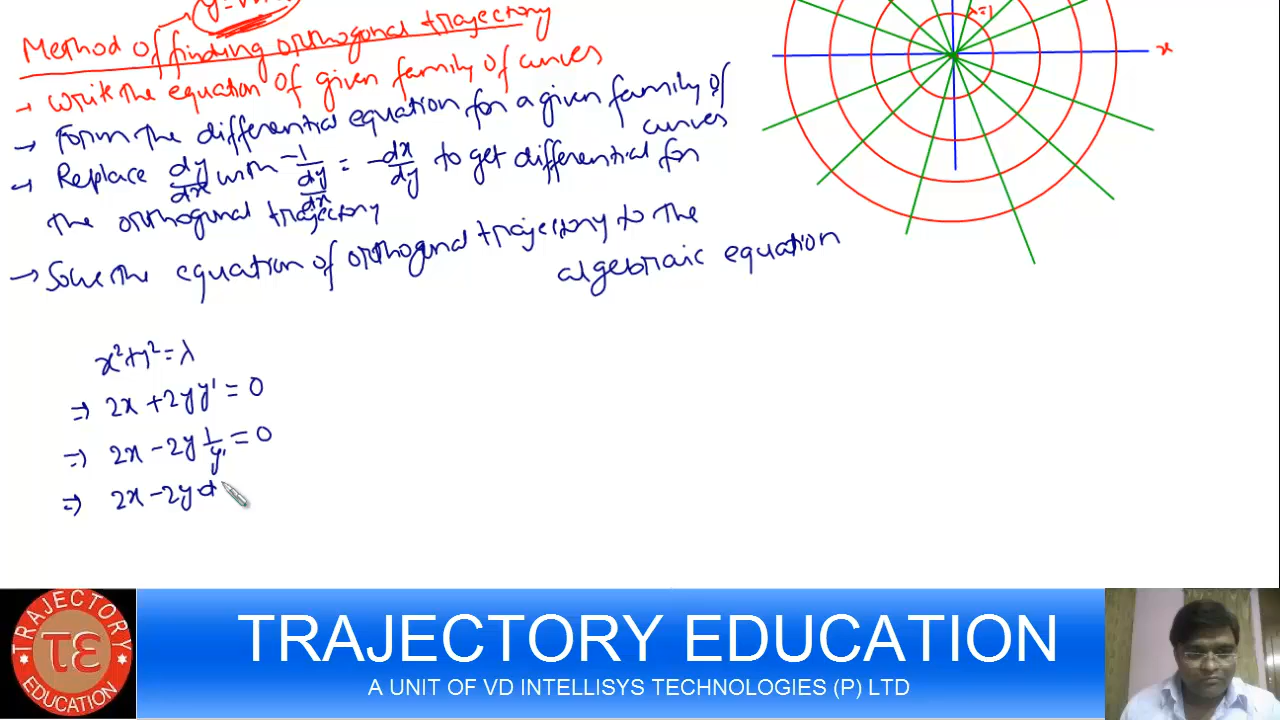 Method of finding orthogonal trajectory
→ Write the equation of given family of curves
→ Form the differential equation for a given family of curves
→ Replace dy/dx with -1/(dy/dx) = -dx/dy to get differential for
the orthogonal trajectory
→ Solve the equation of orthogonal trajectory to the
algebraic equation
λ=1
x
x²+y²=λ
⇒ 2x+2yy'=0
⇒ 2x-2y 1/y'=0
⇒ 2x-2y d
TRAJECTORY
TE
EDUCATION
TRAJECTORY EDUCATION
A UNIT OF VD INTELLISYS TECHNOLOGIES (P) LTD